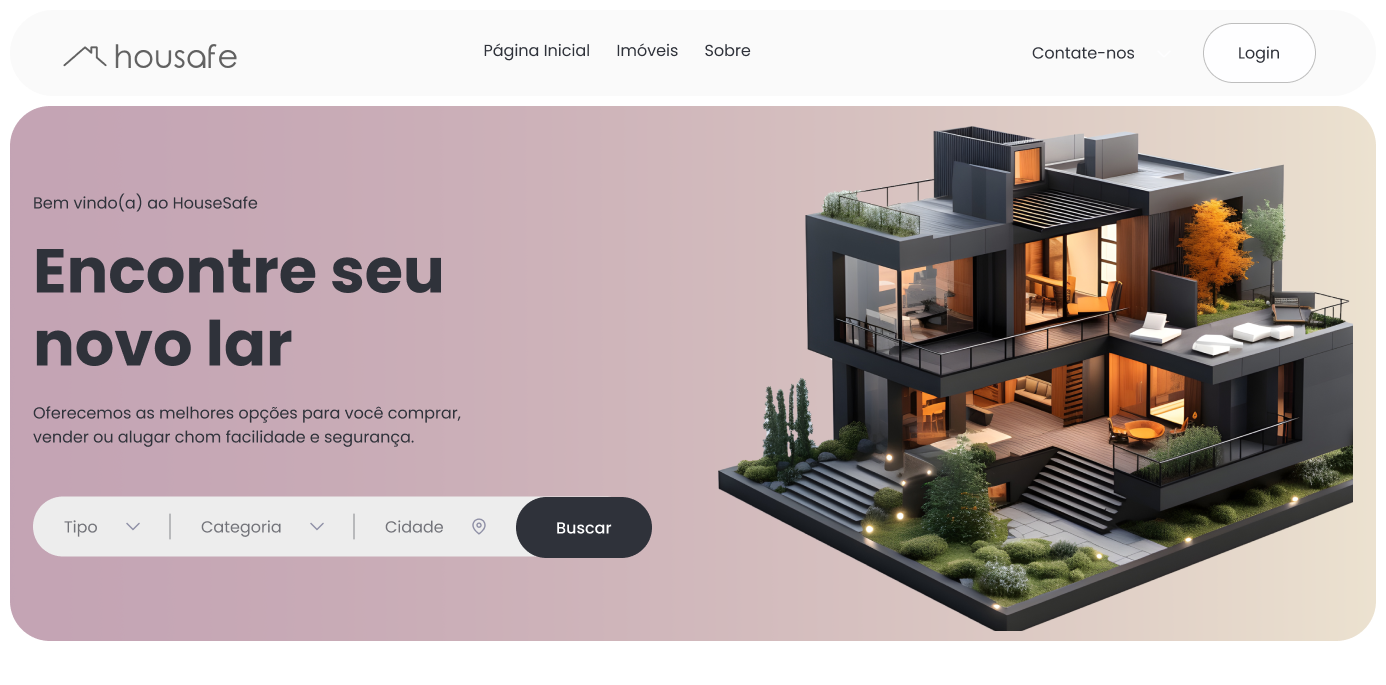 housafe
Página Inicial Imóveis Sobre
Contate-nos
Login
Bem vindo(a) ao HouseSafe
Encontre seu
novo lar
Oferecemos as melhores opções para você comprar,
vender ou alugar chom facilidade e segurança.
Tipo
Categoria
Cidade
Buscar